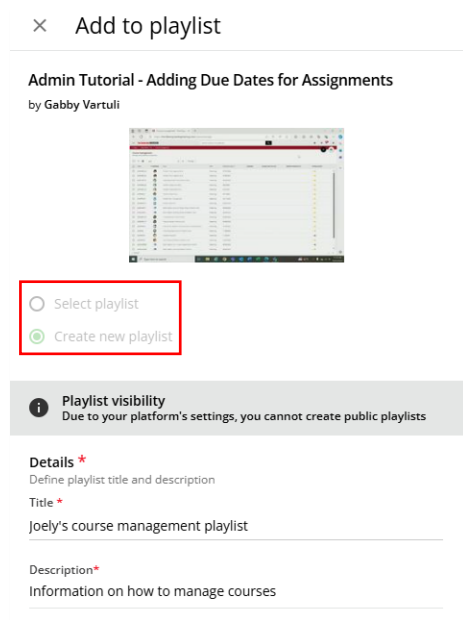 Add to playlist
Admin Tutorial - Adding Due Dates for Assignments
by Gabby Vartuli
Select playlist
Create new playlist
Playlist visibility
Due to your platform's settings, you cannot create public playlists
Details *
Define playlist title and description
Title *
Joely's course management playlist
Description*
Information on how to manage courses